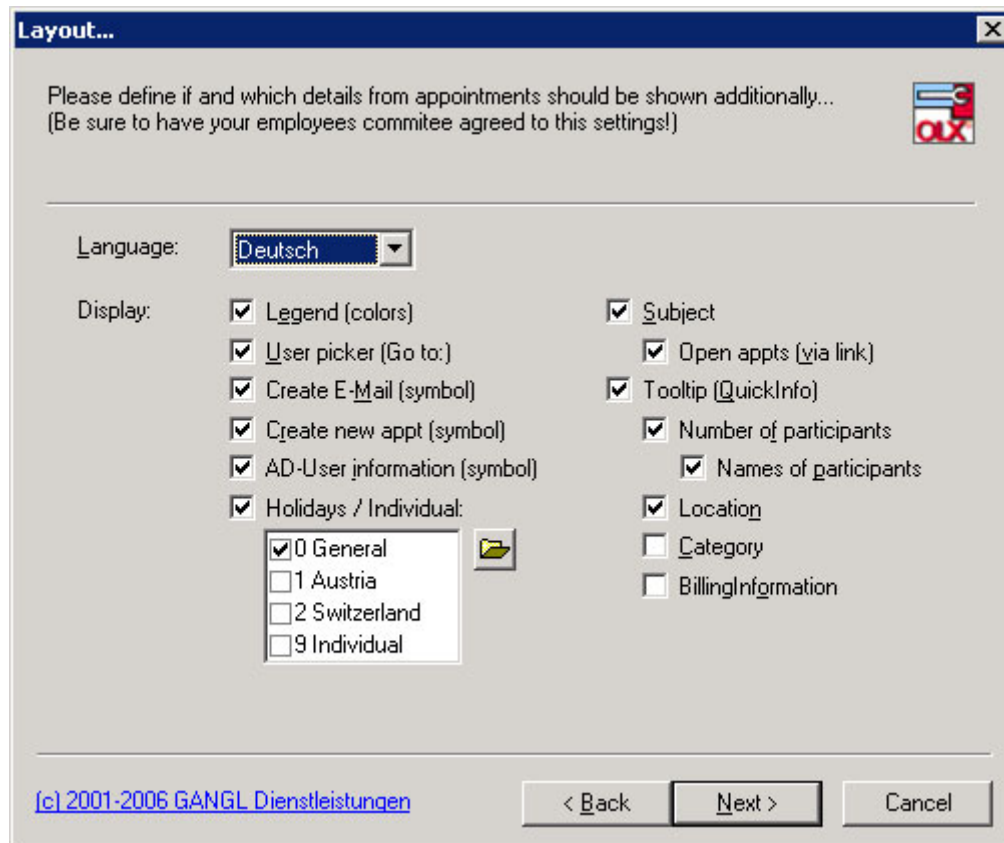 Layout...
Please define if and which details from appointments should be shown additionally...
(Be sure to have your employees commitee agreed to this settings!)
OLX
Language:
Deutsch
Display:
Legend (colors)
User picker (Go to:)
Create E-Mail (symbol)
Create new appt (symbol)
AD-User information (symbol)
Holidays / Individual:
0 General
1 Austria
2 Switzerland
9 Individual
Subject
Open appts (via link)
Tooltip (QuickInfo)
Number of participants
Names of participants
Location
Category
BillingInformation
(c) 2001-2006 GANGL Dienstleistungen
< Back
Next >
Cancel